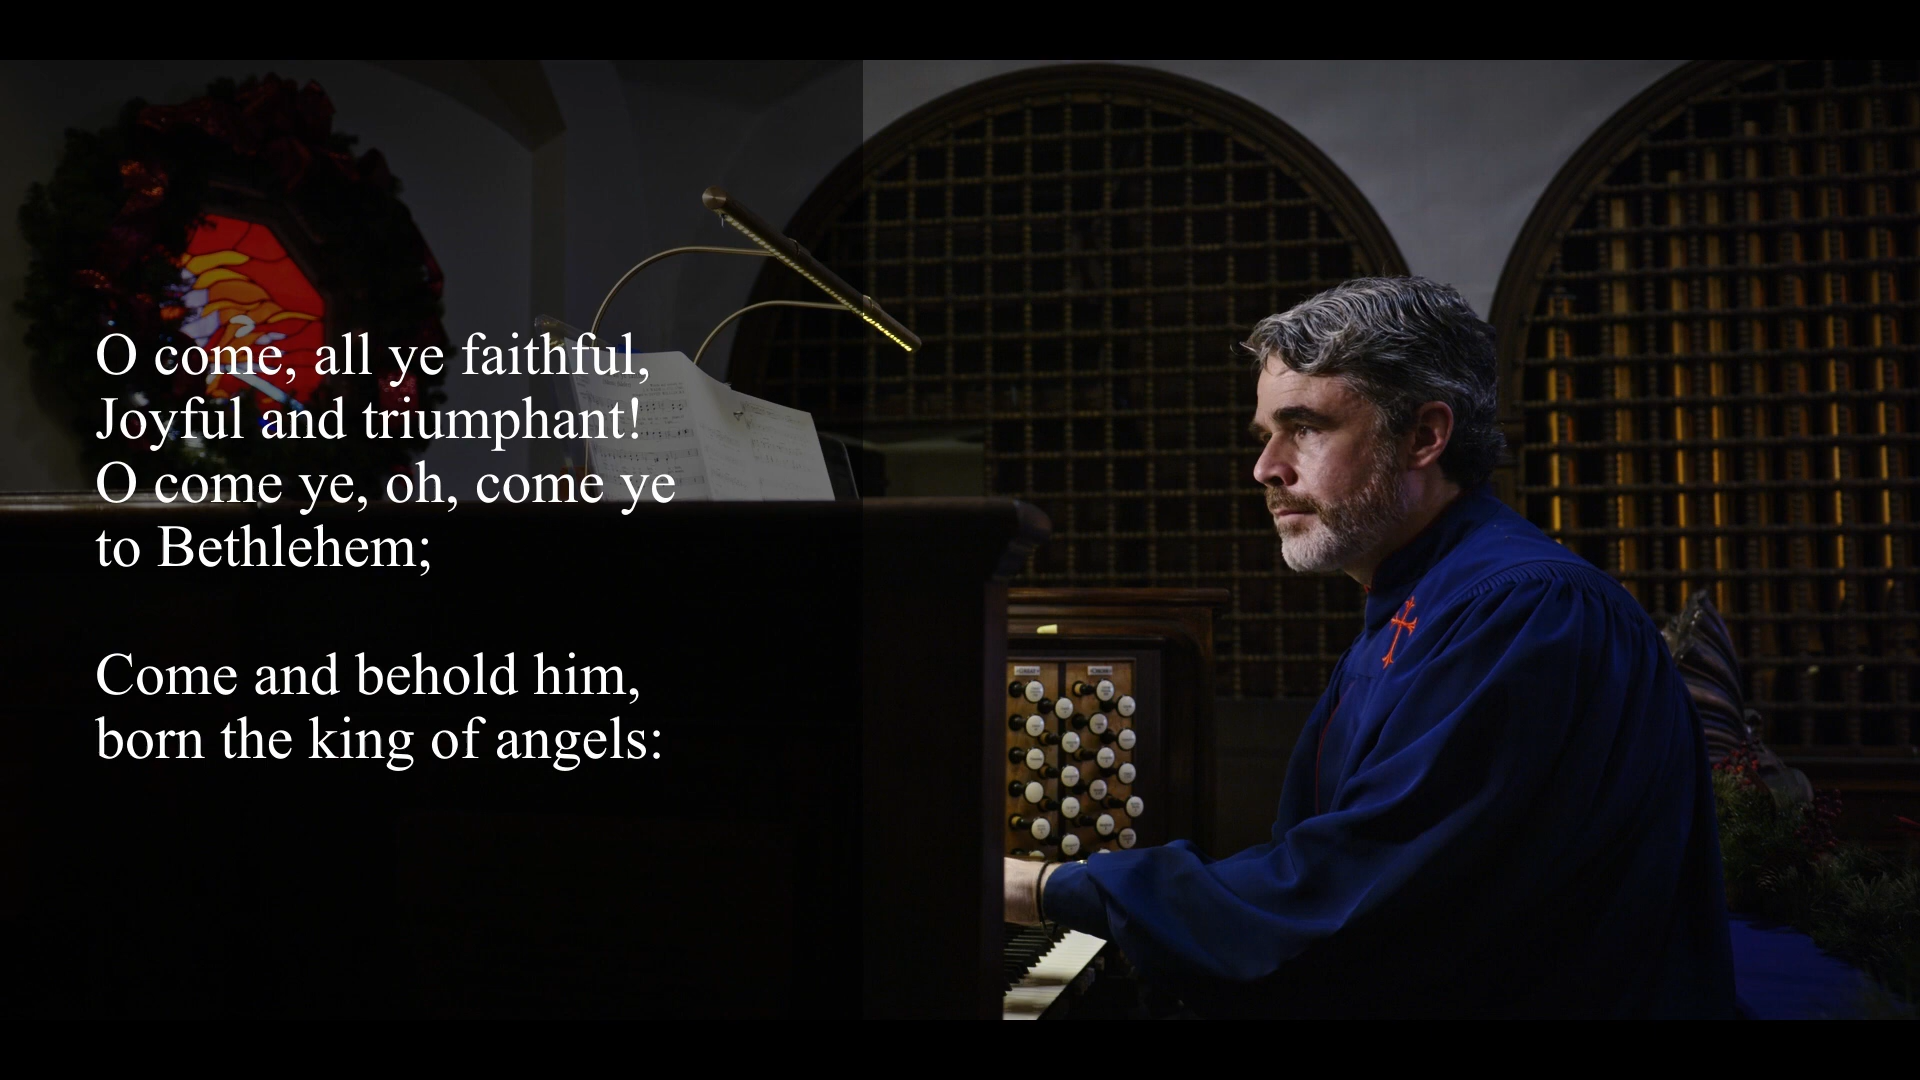 O come, all ye faithful,
Joyful and triumphant!
O come ye, oh, come ye
to Bethlehem;
Come and behold him,
born the king of angels: